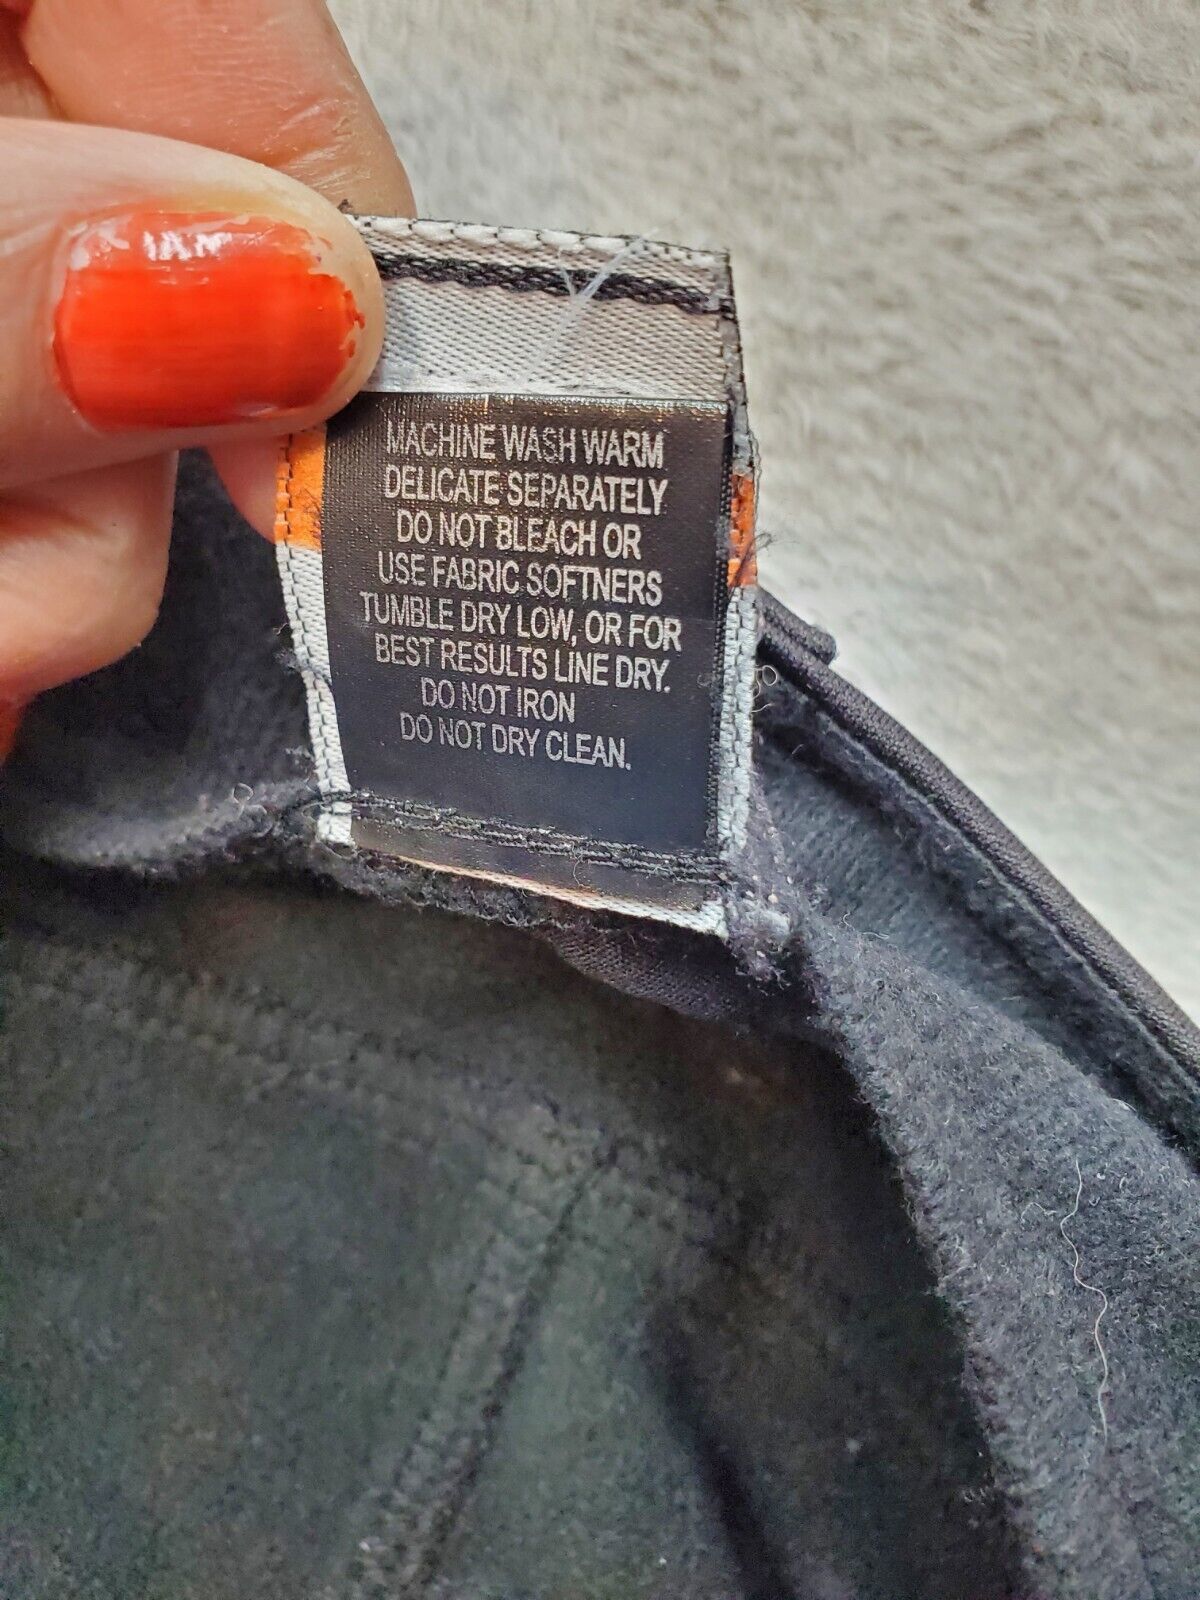 MACHINE WASH WARM
DELICATE SEPARATELY
DO NOT BLEACH OR
USE FABRIC SOFTNERS
TUMBLE DRY LOW, OR FOR
BEST RESULTS LINE DRY.
DO NOT IRON
DO NOT DRY CLEAN.